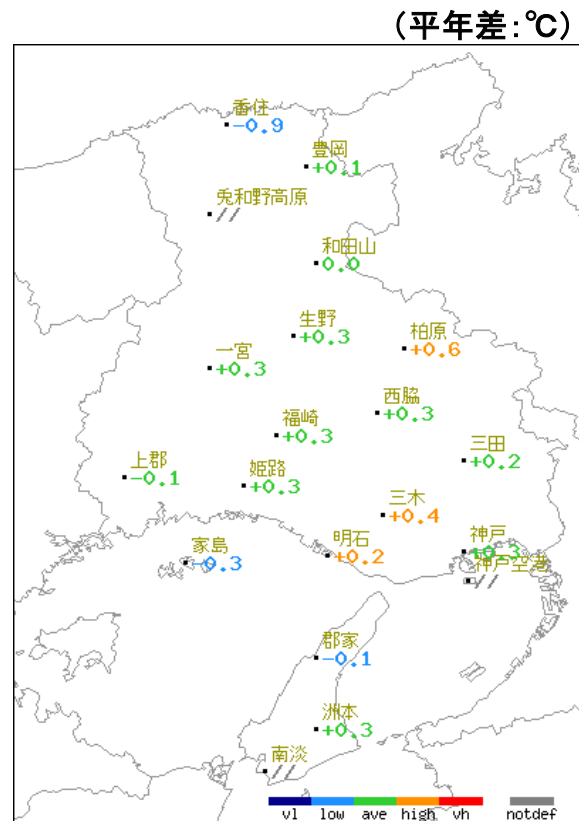 (平年差:℃)
香住
-0.9
豊岡
+0.1
兎和野高原
//
和田山
0.0
生野
+0.3
柏原
+0.6
一宮
+0.3
西脇
+0.3
福崎
+0.3
三田
+0.2
上郡
-0.1
姫路
+0.3
三木
+0.4
家島
-0.3
明石
+0.2
神戸
+0.3
神戸空港
//
郡家
-0.1
洲本
+0.3
南淡
//
vl low ave high vh notdef